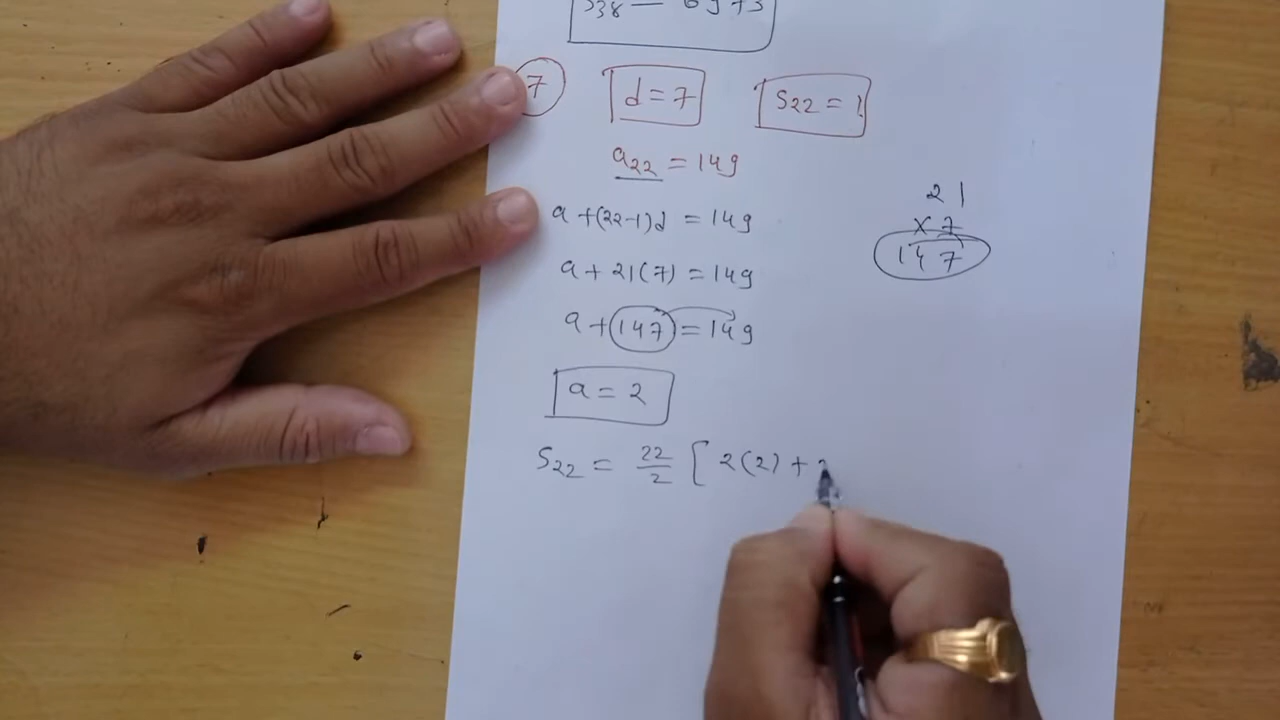 7 d = 7 S22 = ?
a22 = 149
a + (22-1)d = 149
a + 21(7) = 149
a + 147 = 149
a = 2
S22 = 22/2 [ 2(2) +
21
x 7
147